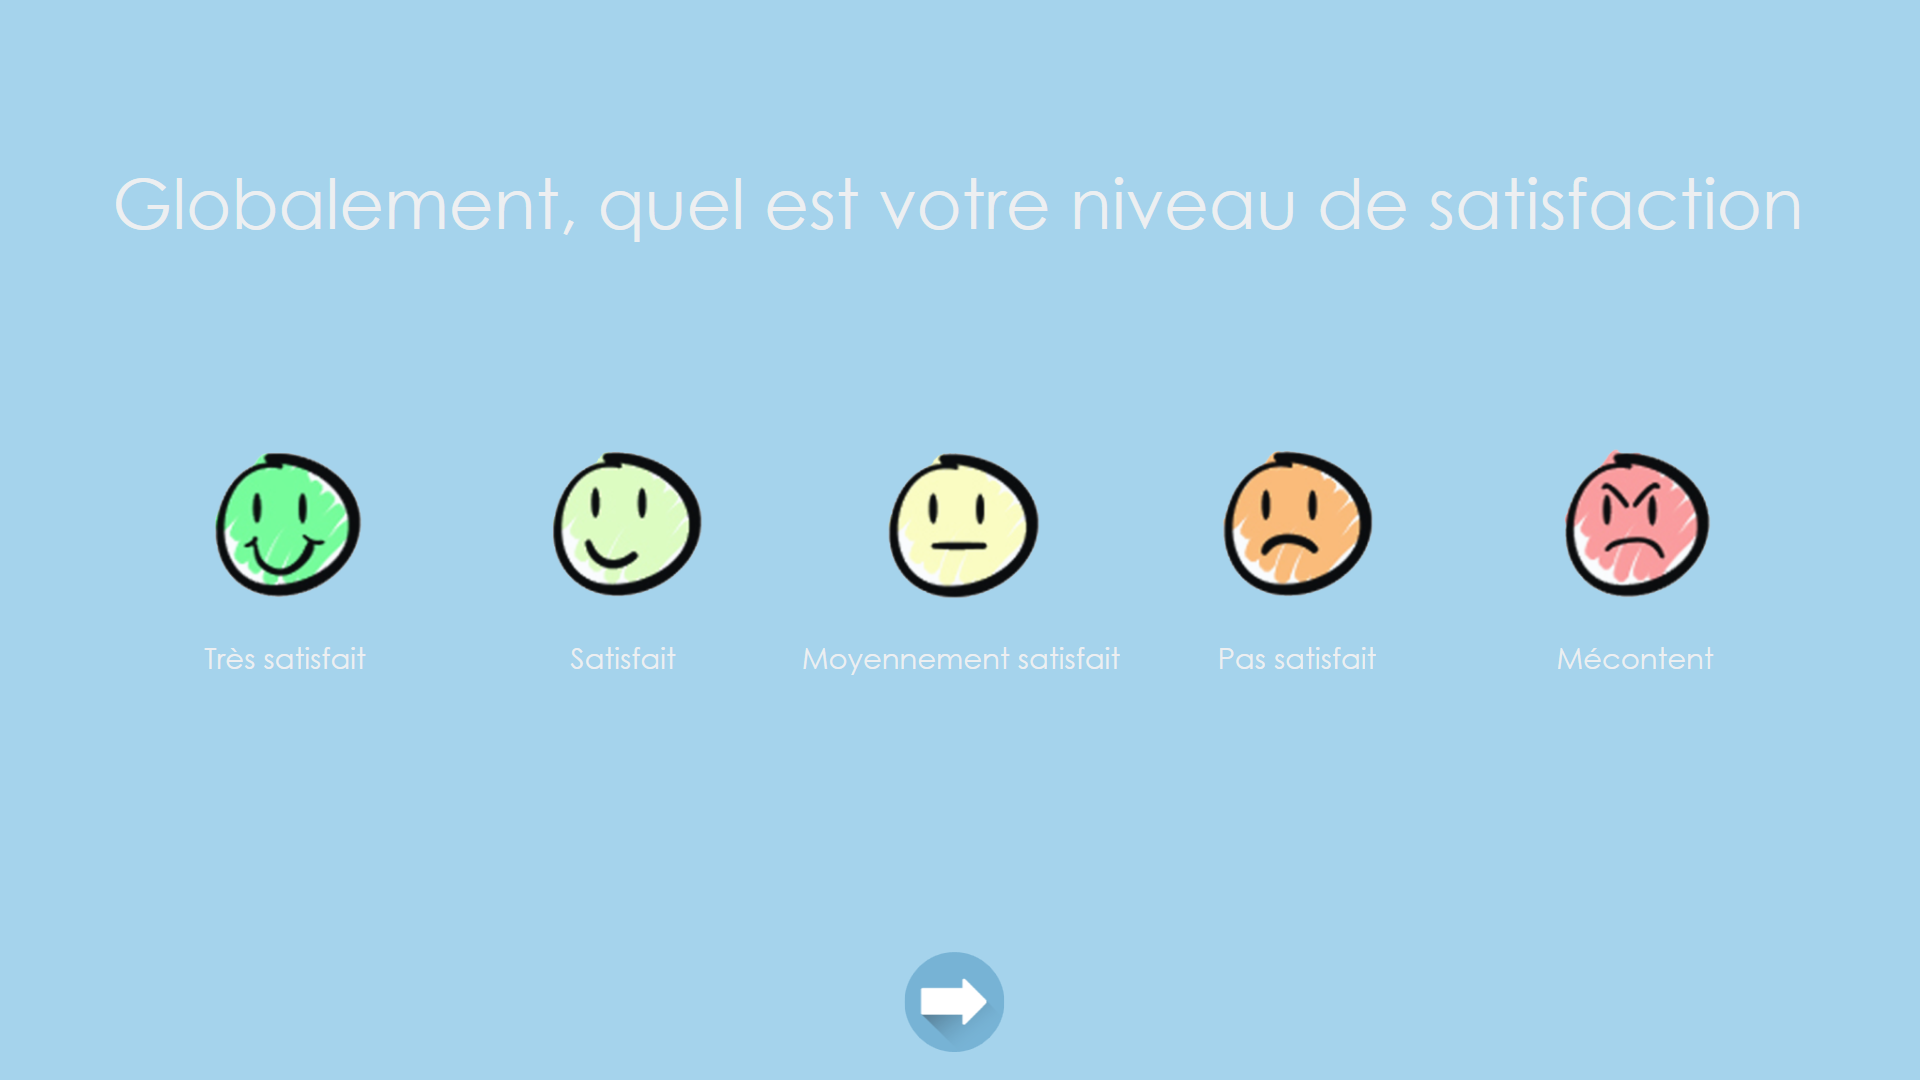 Globalement, quel est votre niveau de satisfaction
Très satisfait
Satisfait
Moyennement satisfait
Pas satisfait
Mécontent